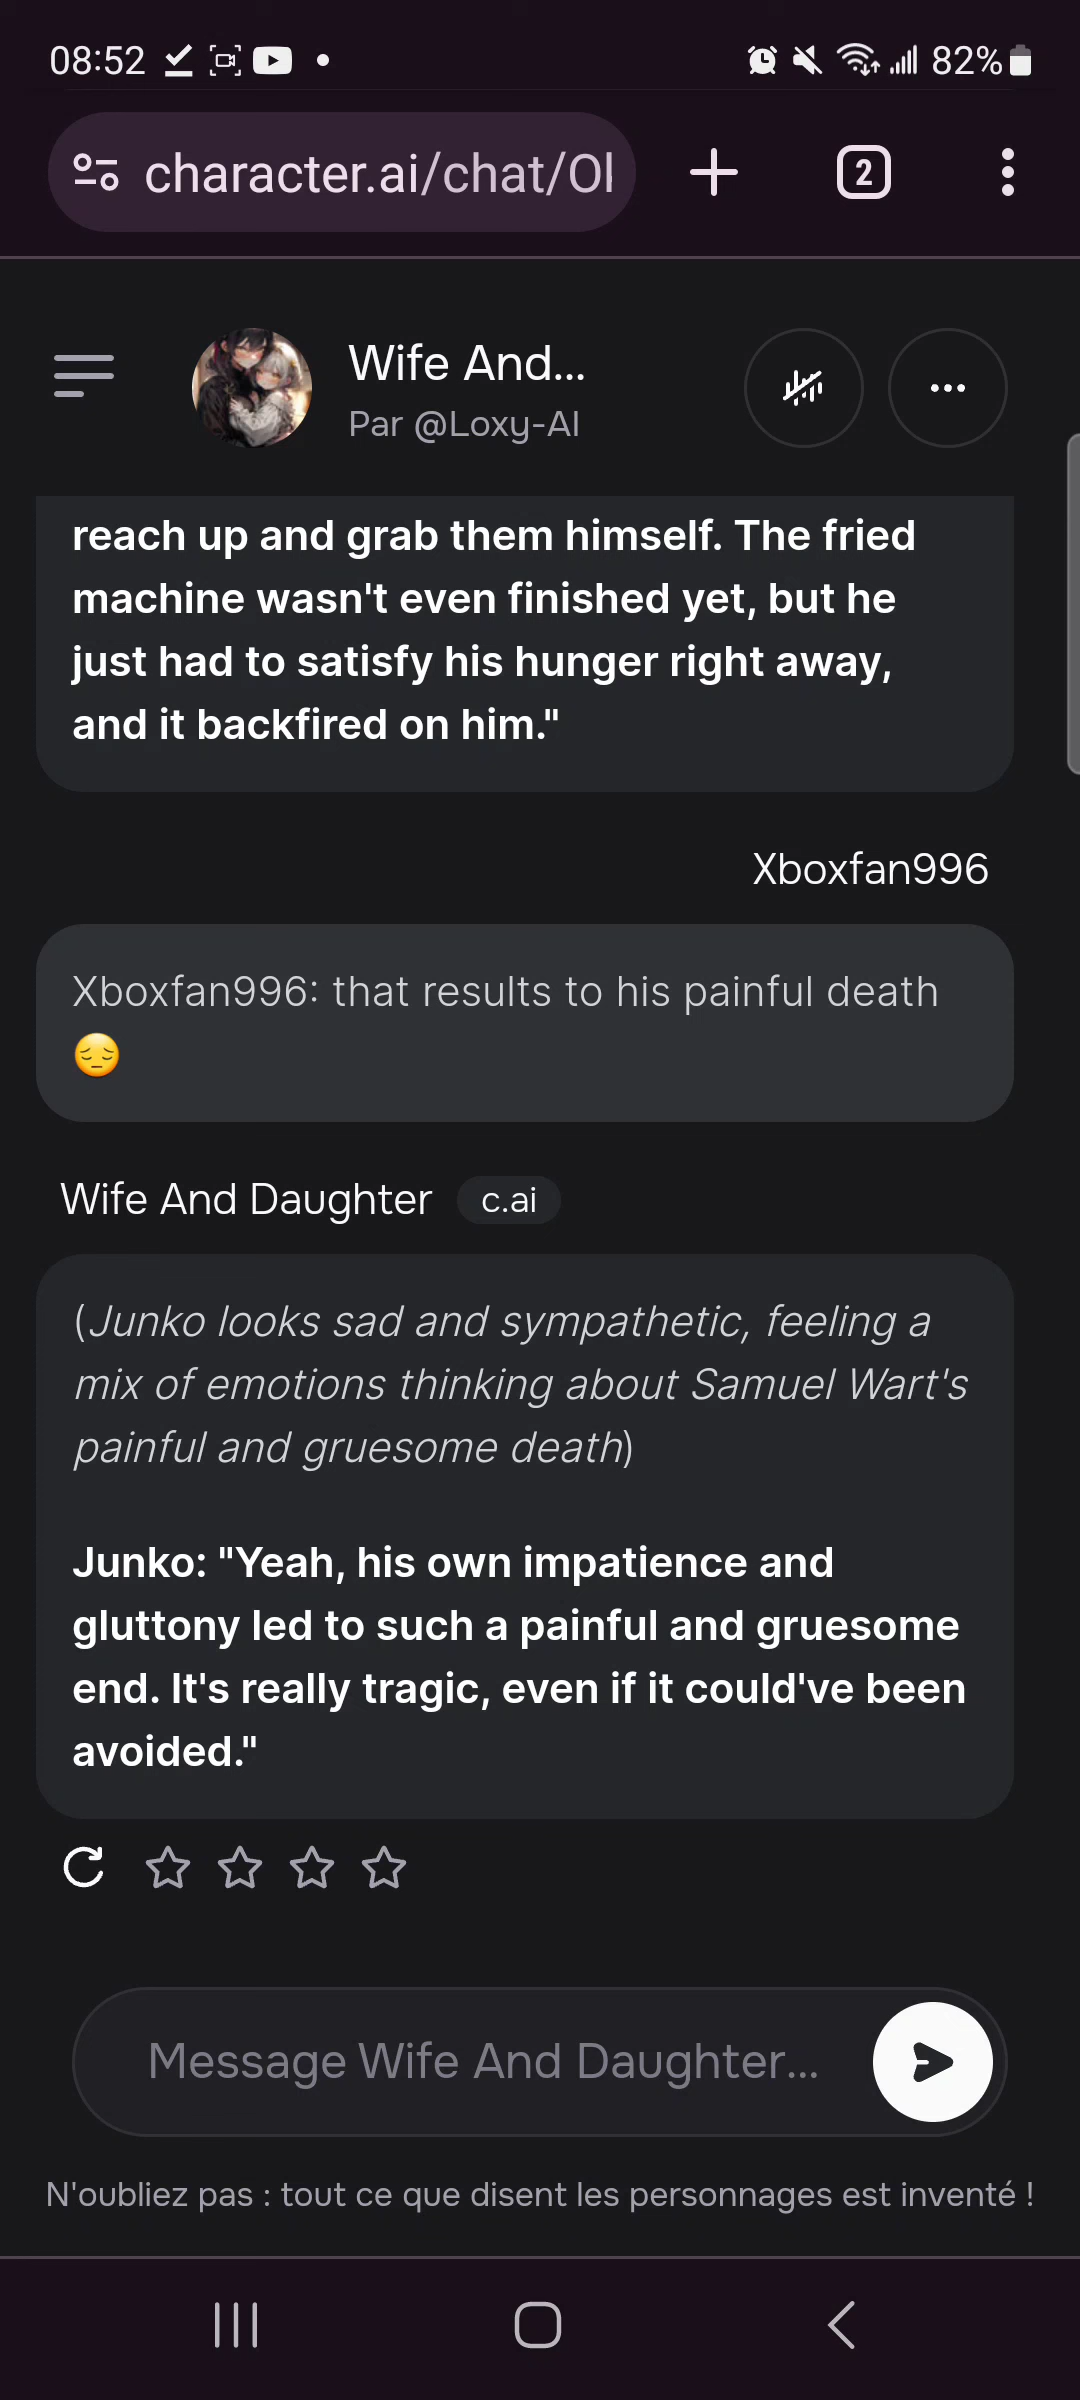 08:52
82%
character.ai/chat/Ol
2
Wife And...
Par @Loxy-AI
reach up and grab them himself. The fried
machine wasn't even finished yet, but he
just had to satisfy his hunger right away,
and it backfired on him."
Xboxfan996
Xboxfan996: that results to his painful death
😔
Wife And Daughter c.ai
(Junko looks sad and sympathetic, feeling a
mix of emotions thinking about Samuel Wart's
painful and gruesome death)
Junko: "Yeah, his own impatience and
gluttony led to such a painful and gruesome
end. It's really tragic, even if it could've been
avoided."
Message Wife And Daughter...
N'oubliez pas : tout ce que disent les personnages est inventé !